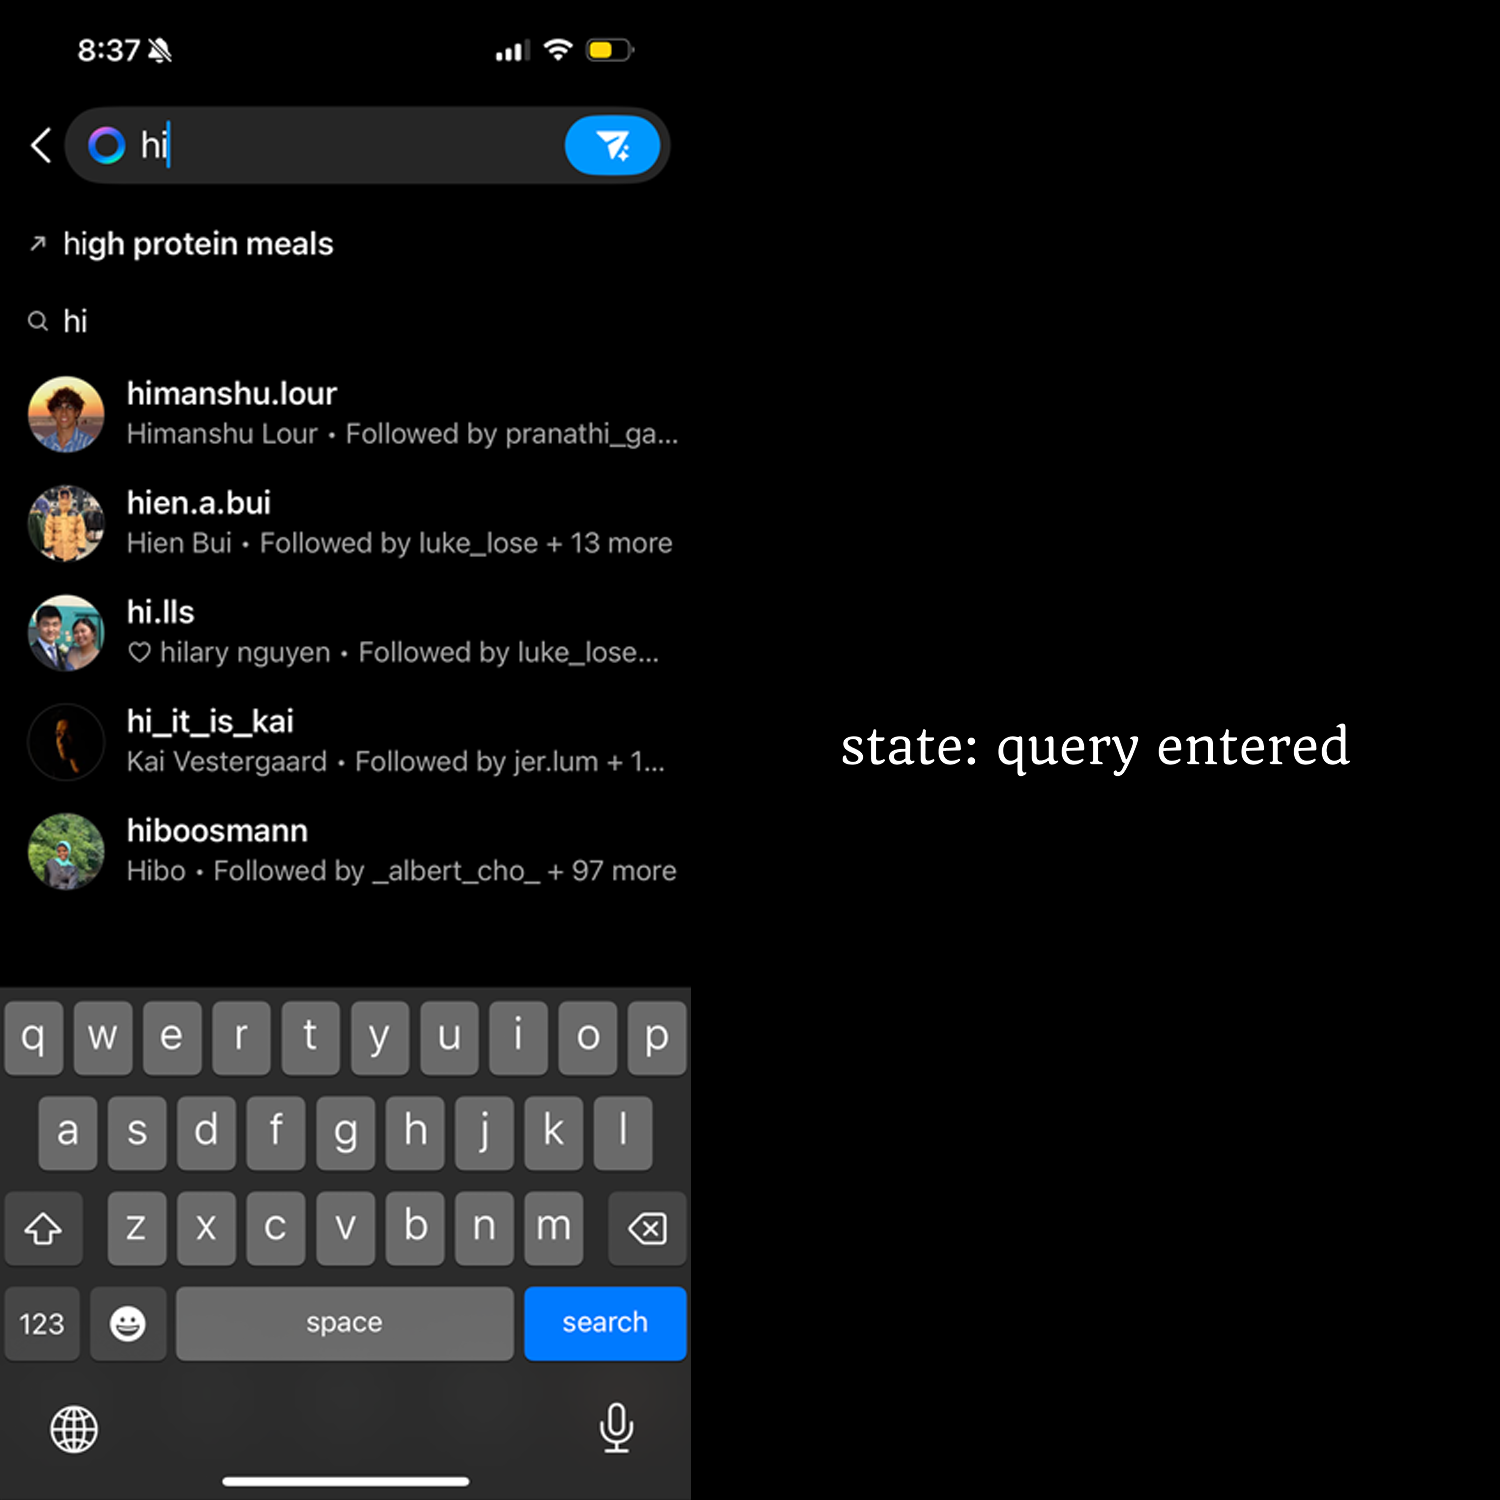 8:37
hi
high protein meals
hi
himanshu.lour
Himanshu Lour • Followed by pranathi_ga...
hien.a.bui
Hien Bui • Followed by luke_lose + 13 more
hi.lls
♡ hilary nguyen • Followed by luke_lose...
hi_it_is_kai
Kai Vestergaard • Followed by jer.lum + 1...
hiboosmann
Hibo • Followed by _albert_cho_ + 97 more
state: query entered
q w e r t y u i o p
a s d f g h j k l
z x c v b n m
123 space search